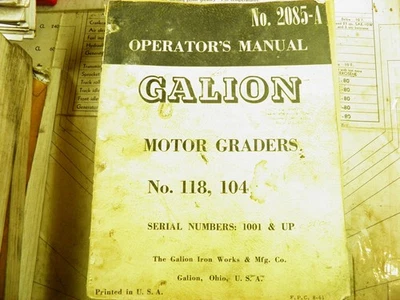 No. 2085-A
OPERATOR'S MANUAL
GALION
MOTOR GRADERS
No. 118, 104
SERIAL NUMBERS: 1001 & UP
The Galion Iron Works & Mfg. Co.
Galion, Ohio, U. S. A.
Printed in U. S. A.